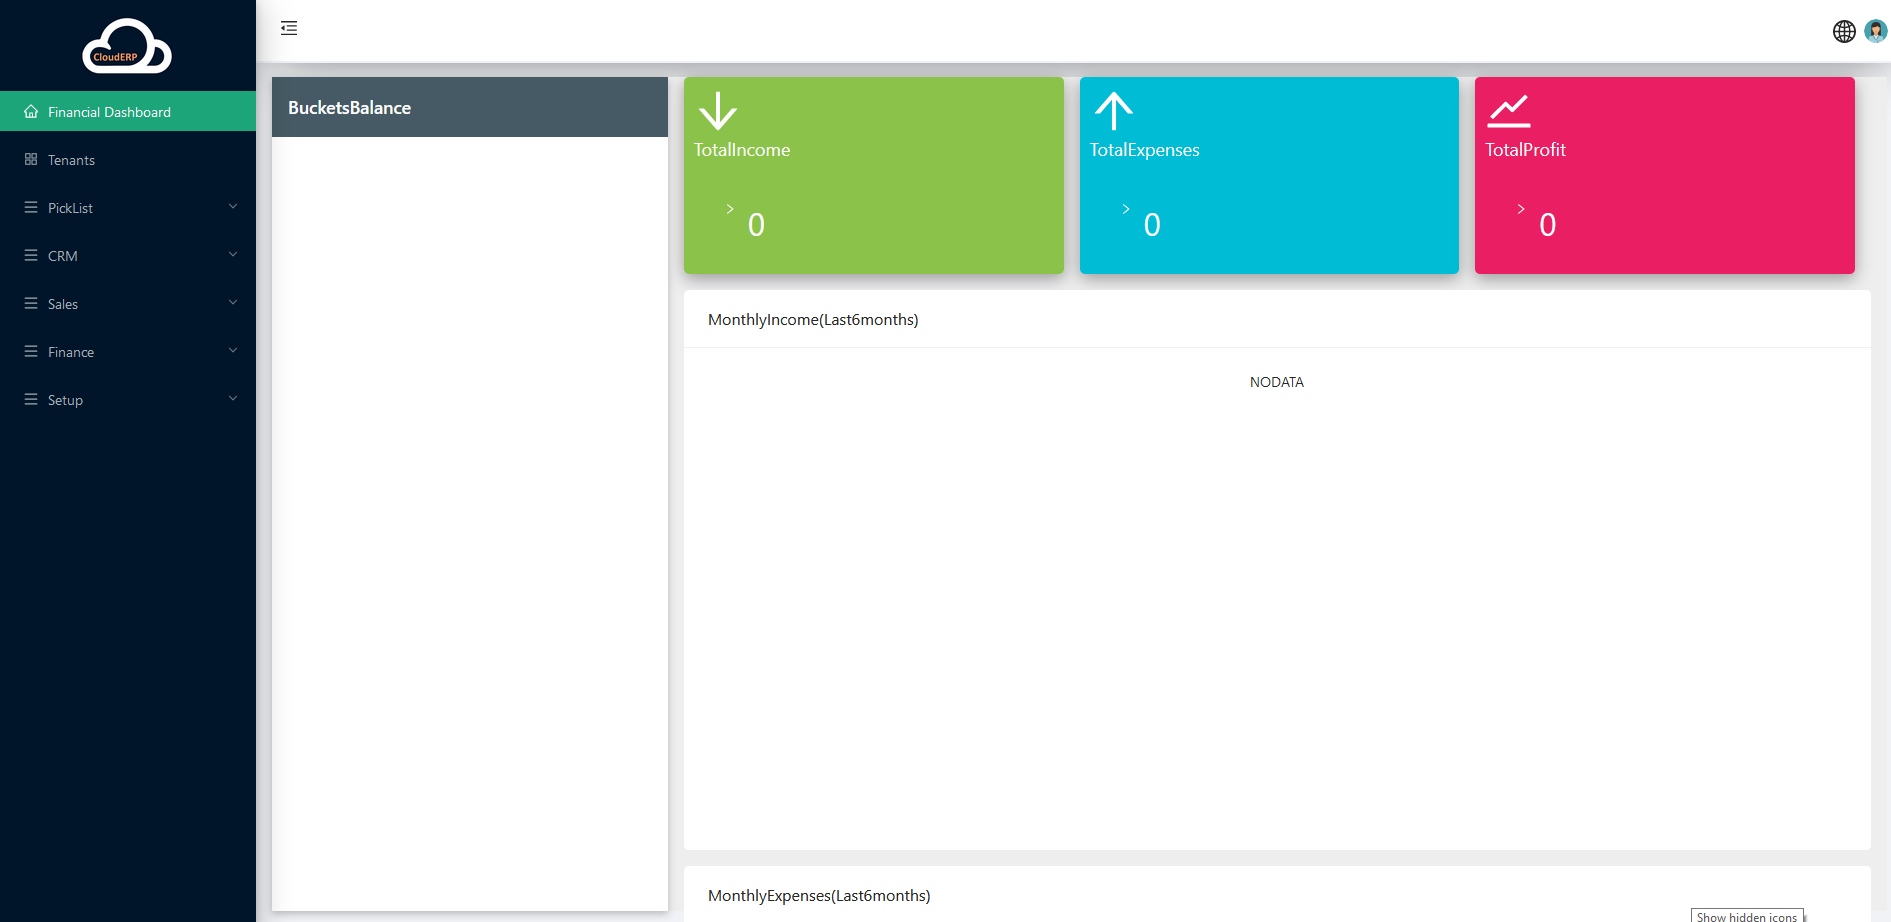 CloudERP
Financial Dashboard
Tenants
PickList
CRM
Sales
Finance
Setup
BucketsBalance
TotalIncome
> 0
TotalExpenses
> 0
TotalProfit
> 0
MonthlyIncome(Last6months)
NODATA
MonthlyExpenses(Last6months)
Show hidden icons